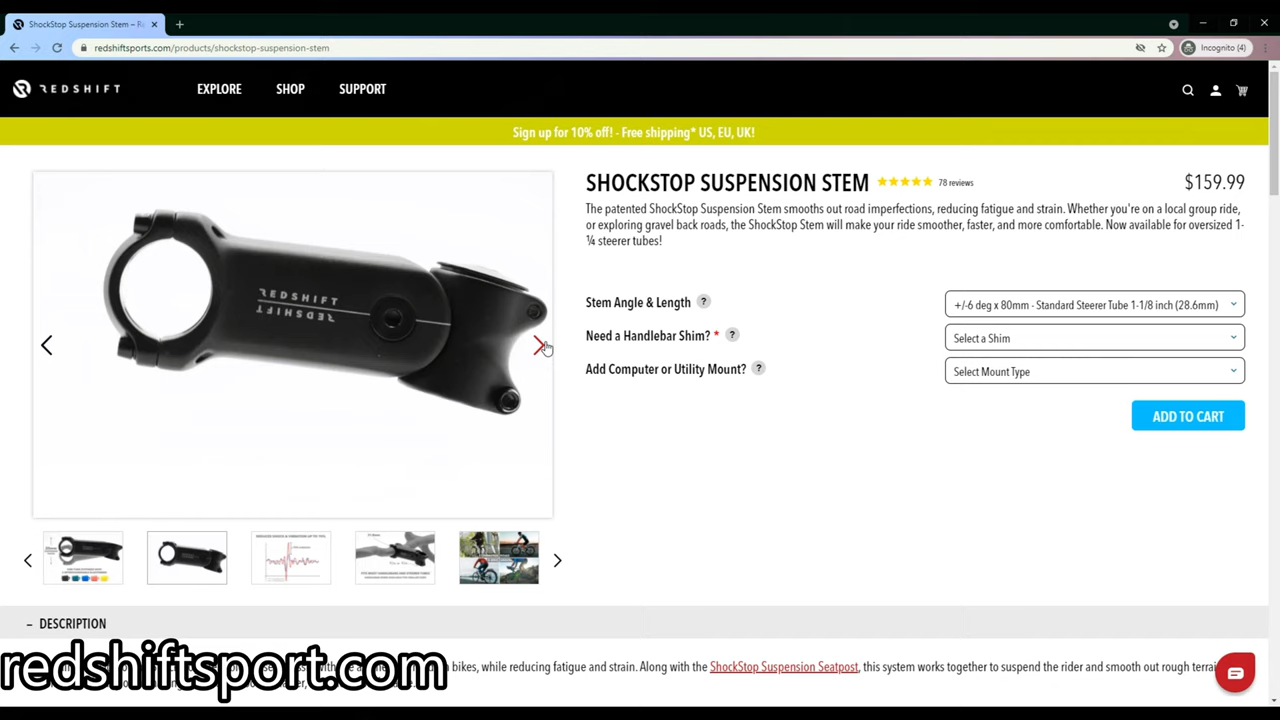 ShockStop Suspension Stem – Re
redshiftsports.com/products/shockstop-suspension-stem
Incognito (4)
REDSHIFT
EXPLORE
SHOP
SUPPORT
Sign up for 10% off! - Free shipping* US, EU, UK!
SHOCKSTOP SUSPENSION STEM
78 reviews
$159.99
The patented ShockStop Suspension Stem smooths out road imperfections, reducing fatigue and strain. Whether you're on a local group ride,
or exploring gravel back roads, the ShockStop Stem will make your ride smoother, faster, and more comfortable. Now available for oversized 1-
¼ steerer tubes!
REDSHIFT
REDSHIFT
Stem Angle & Length ?
+/-6 deg x 80mm - Standard Steerer Tube 1-1/8 inch (28.6mm)
Need a Handlebar Shim? * ?
Select a Shim
Add Computer or Utility Mount? ?
Select Mount Type
ADD TO CART
– DESCRIPTION
bikes, while reducing fatigue and strain. Along with the ShockStop Suspension Seatpost, this system works together to suspend the rider and smooth out rough
redshiftsport.com